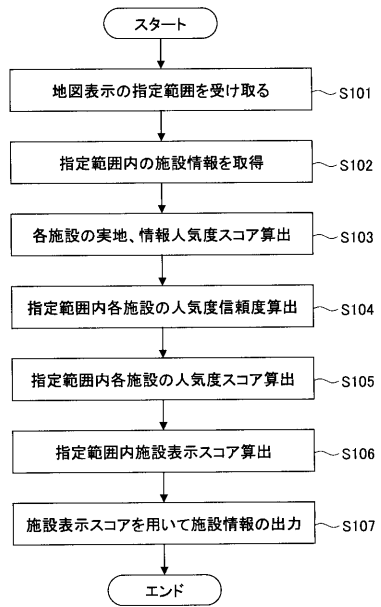 スタート
地図表示の指定範囲を受け取る S101
指定範囲内の施設情報を取得 S102
各施設の実地、情報人気度スコア算出 S103
指定範囲内各施設の人気度信頼度算出 S104
指定範囲内各施設の人気度スコア算出 S105
指定範囲内施設表示スコア算出 S106
施設表示スコアを用いて施設情報の出力 S107
エンド